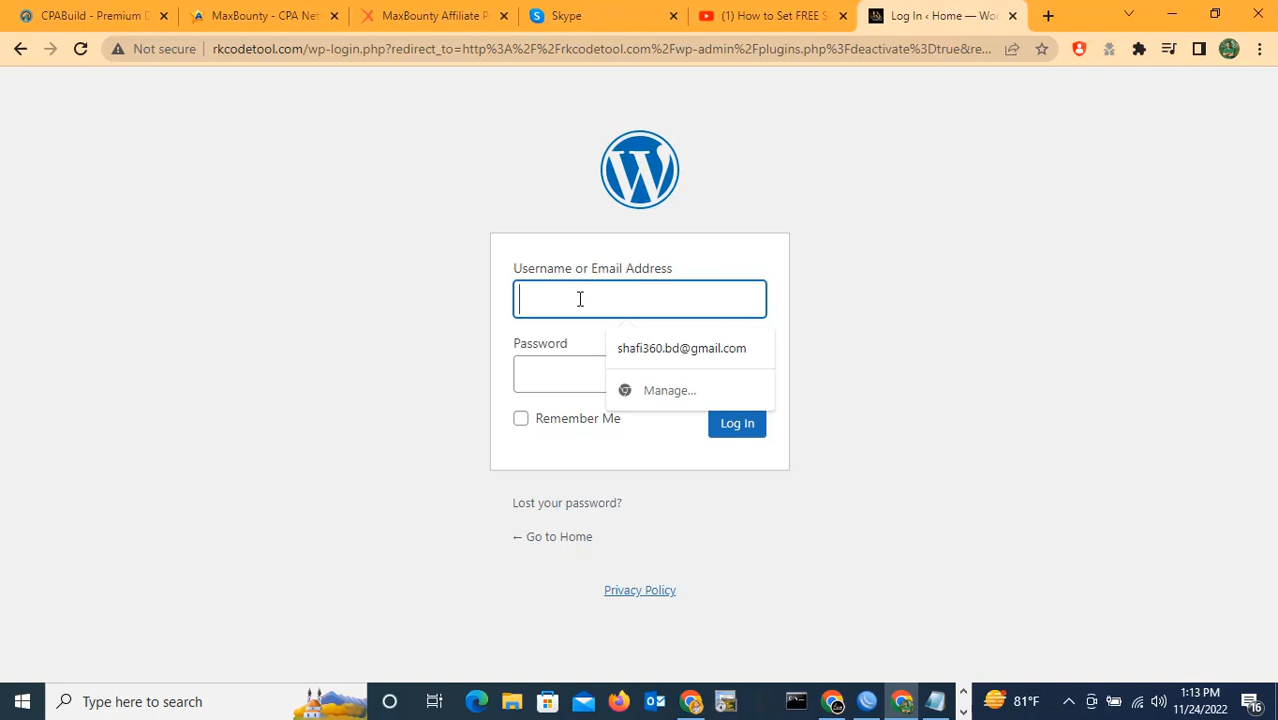 CPABuild - Premium D
MaxBounty - CPA Net
MaxBounty Affiliate P
Skype
(1) How to Set FREE S
Log In ‹ Home — Wor
Not secure
rkcodetool.com/wp-login.php?redirect_to=http%3A%2F%2Frkcodetool.com%2Fwp-admin%2Fplugins.php%3Fdeactivate%3Dtrue&re...
Username or Email Address
shafi360.bd@gmail.com
Password
Manage...
Remember Me
Log In
Lost your password?
← Go to Home
Privacy Policy
Type here to search
81°F
1:13 PM
11/24/2022
16